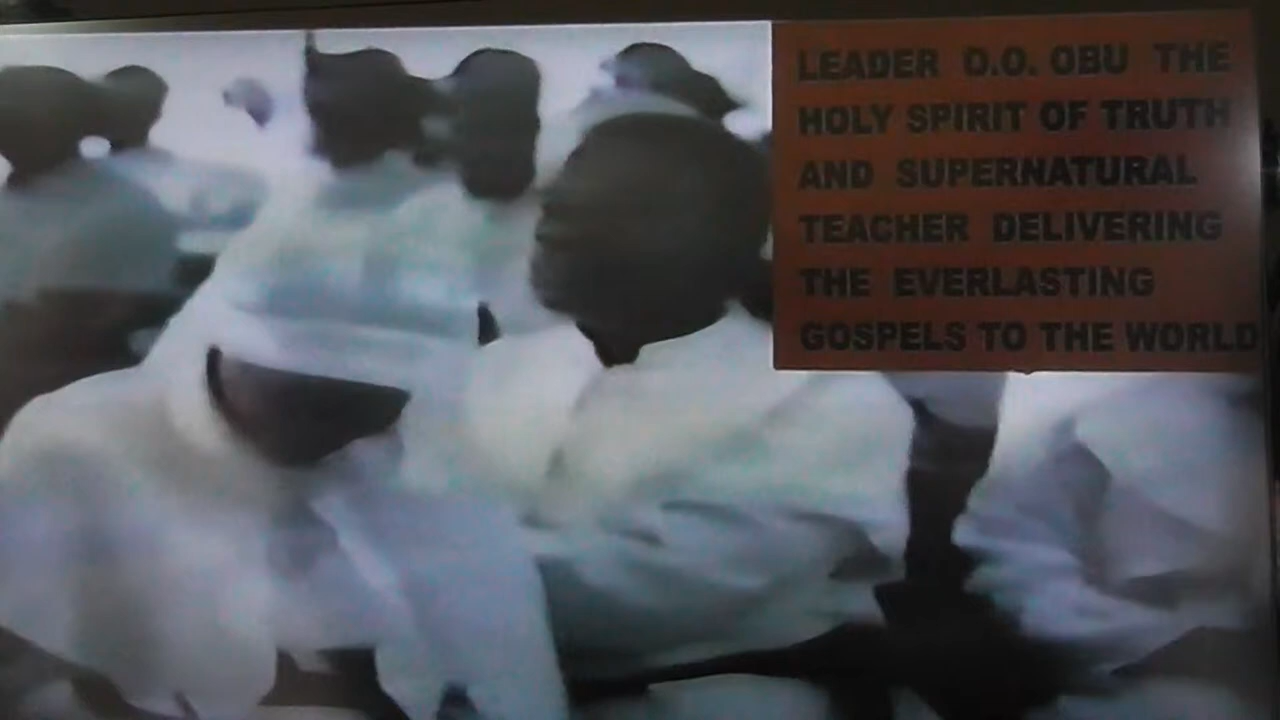 LEADER O.O. OBU THE
HOLY SPIRIT OF TRUTH
AND SUPERNATURAL
TEACHER DELIVERING
THE EVERLASTING
GOSPELS TO THE WORLD